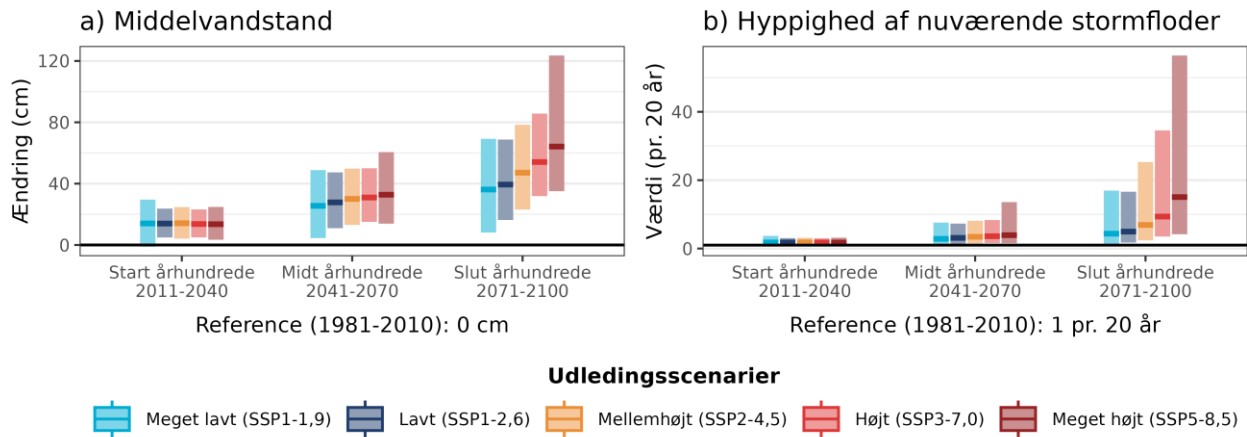 a) Middelvandstand
Ændring (cm)
120
80
40
0
Start århundrede
2011-2040
Midt århundrede
2041-2070
Slut århundrede
2071-2100
Reference (1981-2010): 0 cm
b) Hyppighed af nuværende stormfloder
Værdi (pr. 20 år)
40
20
0
Start århundrede
2011-2040
Midt århundrede
2041-2070
Slut århundrede
2071-2100
Reference (1981-2010): 1 pr. 20 år
Udledingsscenarier
Meget lavt (SSP1-1,9)
Lavt (SSP1-2,6)
Mellemhøjt (SSP2-4,5)
Højt (SSP3-7,0)
Meget højt (SSP5-8,5)